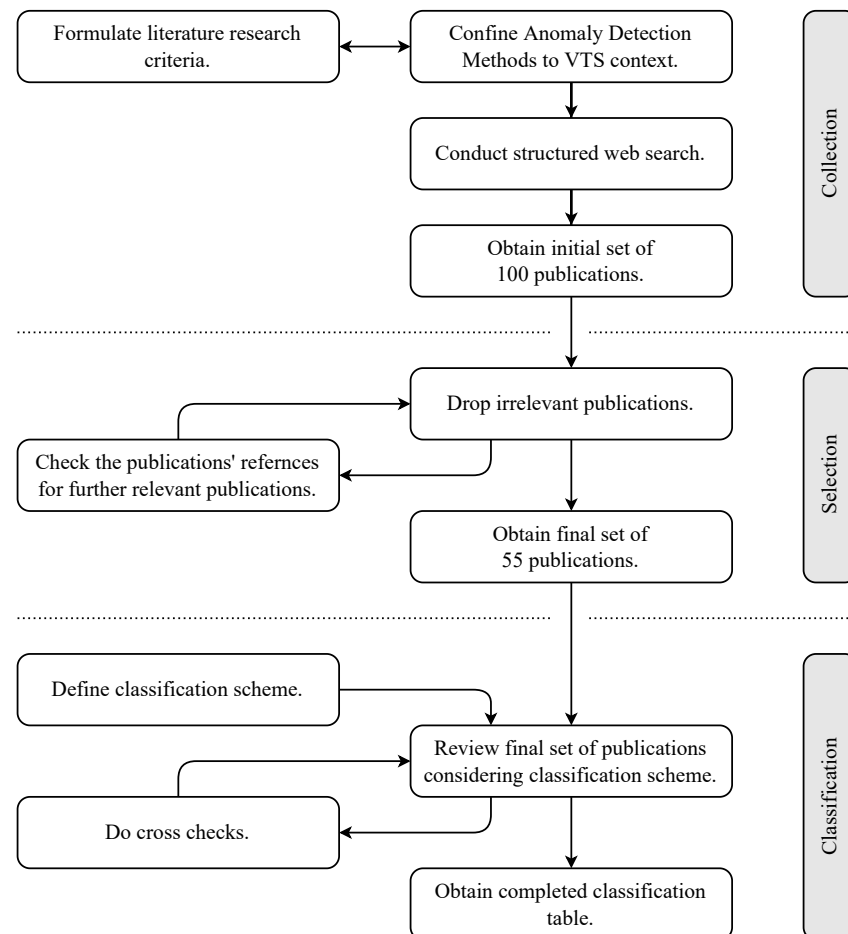 Formulate literature research
criteria.
Confine Anomaly Detection
Methods to VTS context.
Conduct structured web search.
Obtain initial set of
100 publications.
Collection
Drop irrelevant publications.
Check the publications' refernces
for further relevant publications.
Obtain final set of
55 publications.
Selection
Define classification scheme.
Review final set of publications
considering classification scheme.
Do cross checks.
Obtain completed classification
table.
Classification